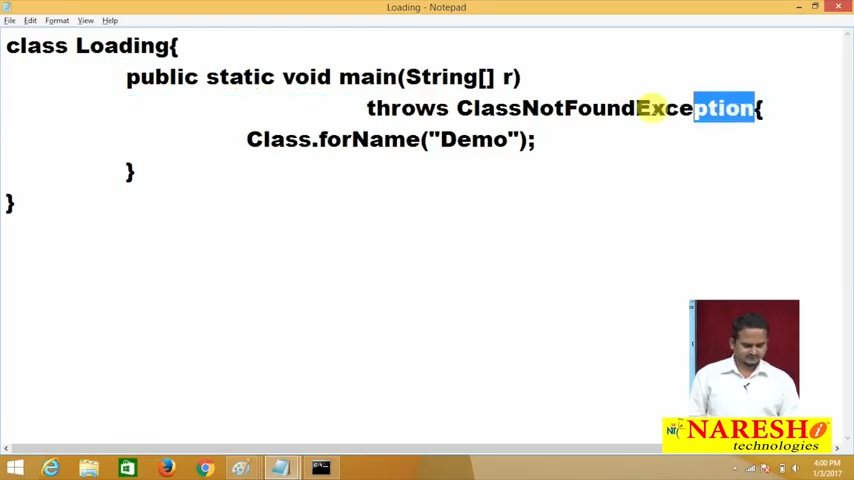 Loading - Notepad
File Edit Format View Help
class Loading{
public static void main(String[] r)
throws ClassNotFoundException{
Class.forName("Demo");
}
}
NARESH i
technologies
4:00 PM
1/3/2017